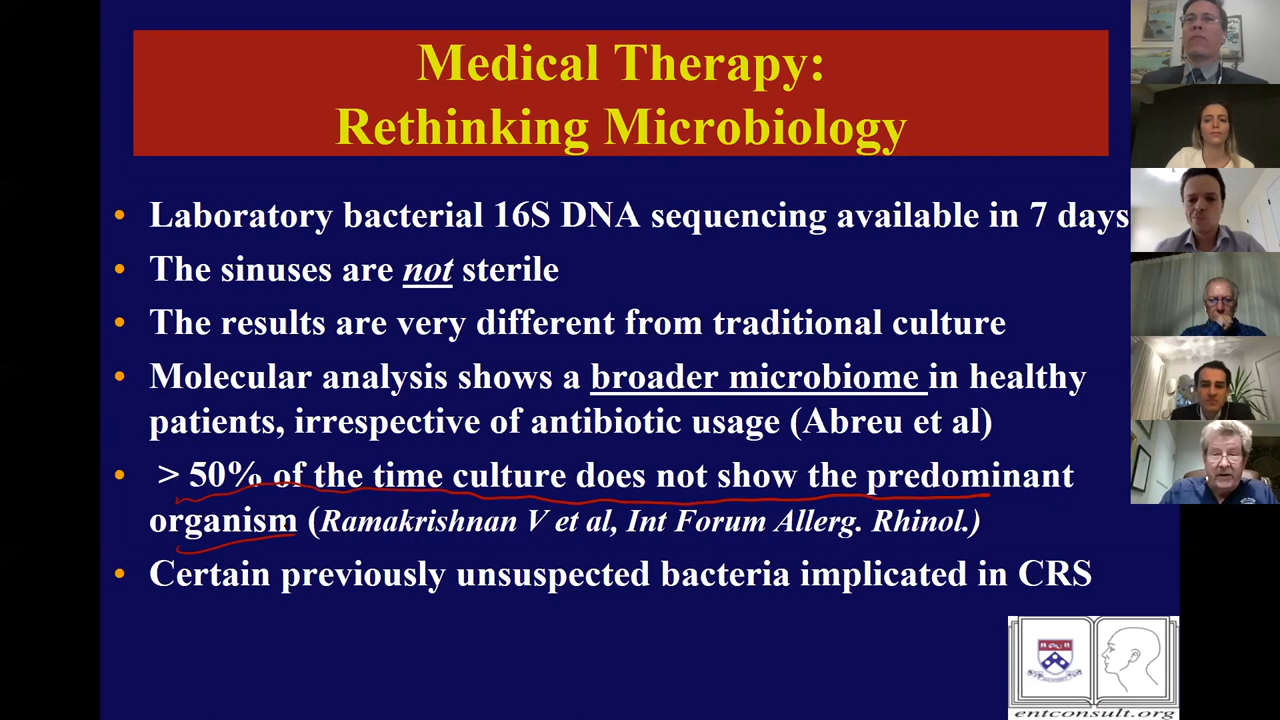 Medical Therapy:
Rethinking Microbiology
• Laboratory bacterial 16S DNA sequencing available in 7 days
• The sinuses are not sterile
• The results are very different from traditional culture
• Molecular analysis shows a broader microbiome in healthy
patients, irrespective of antibiotic usage (Abreu et al)
• > 50% of the time culture does not show the predominant
organism (Ramakrishnan V et al, Int Forum Allerg. Rhinol.)
• Certain previously unsuspected bacteria implicated in CRS
entconsult.org